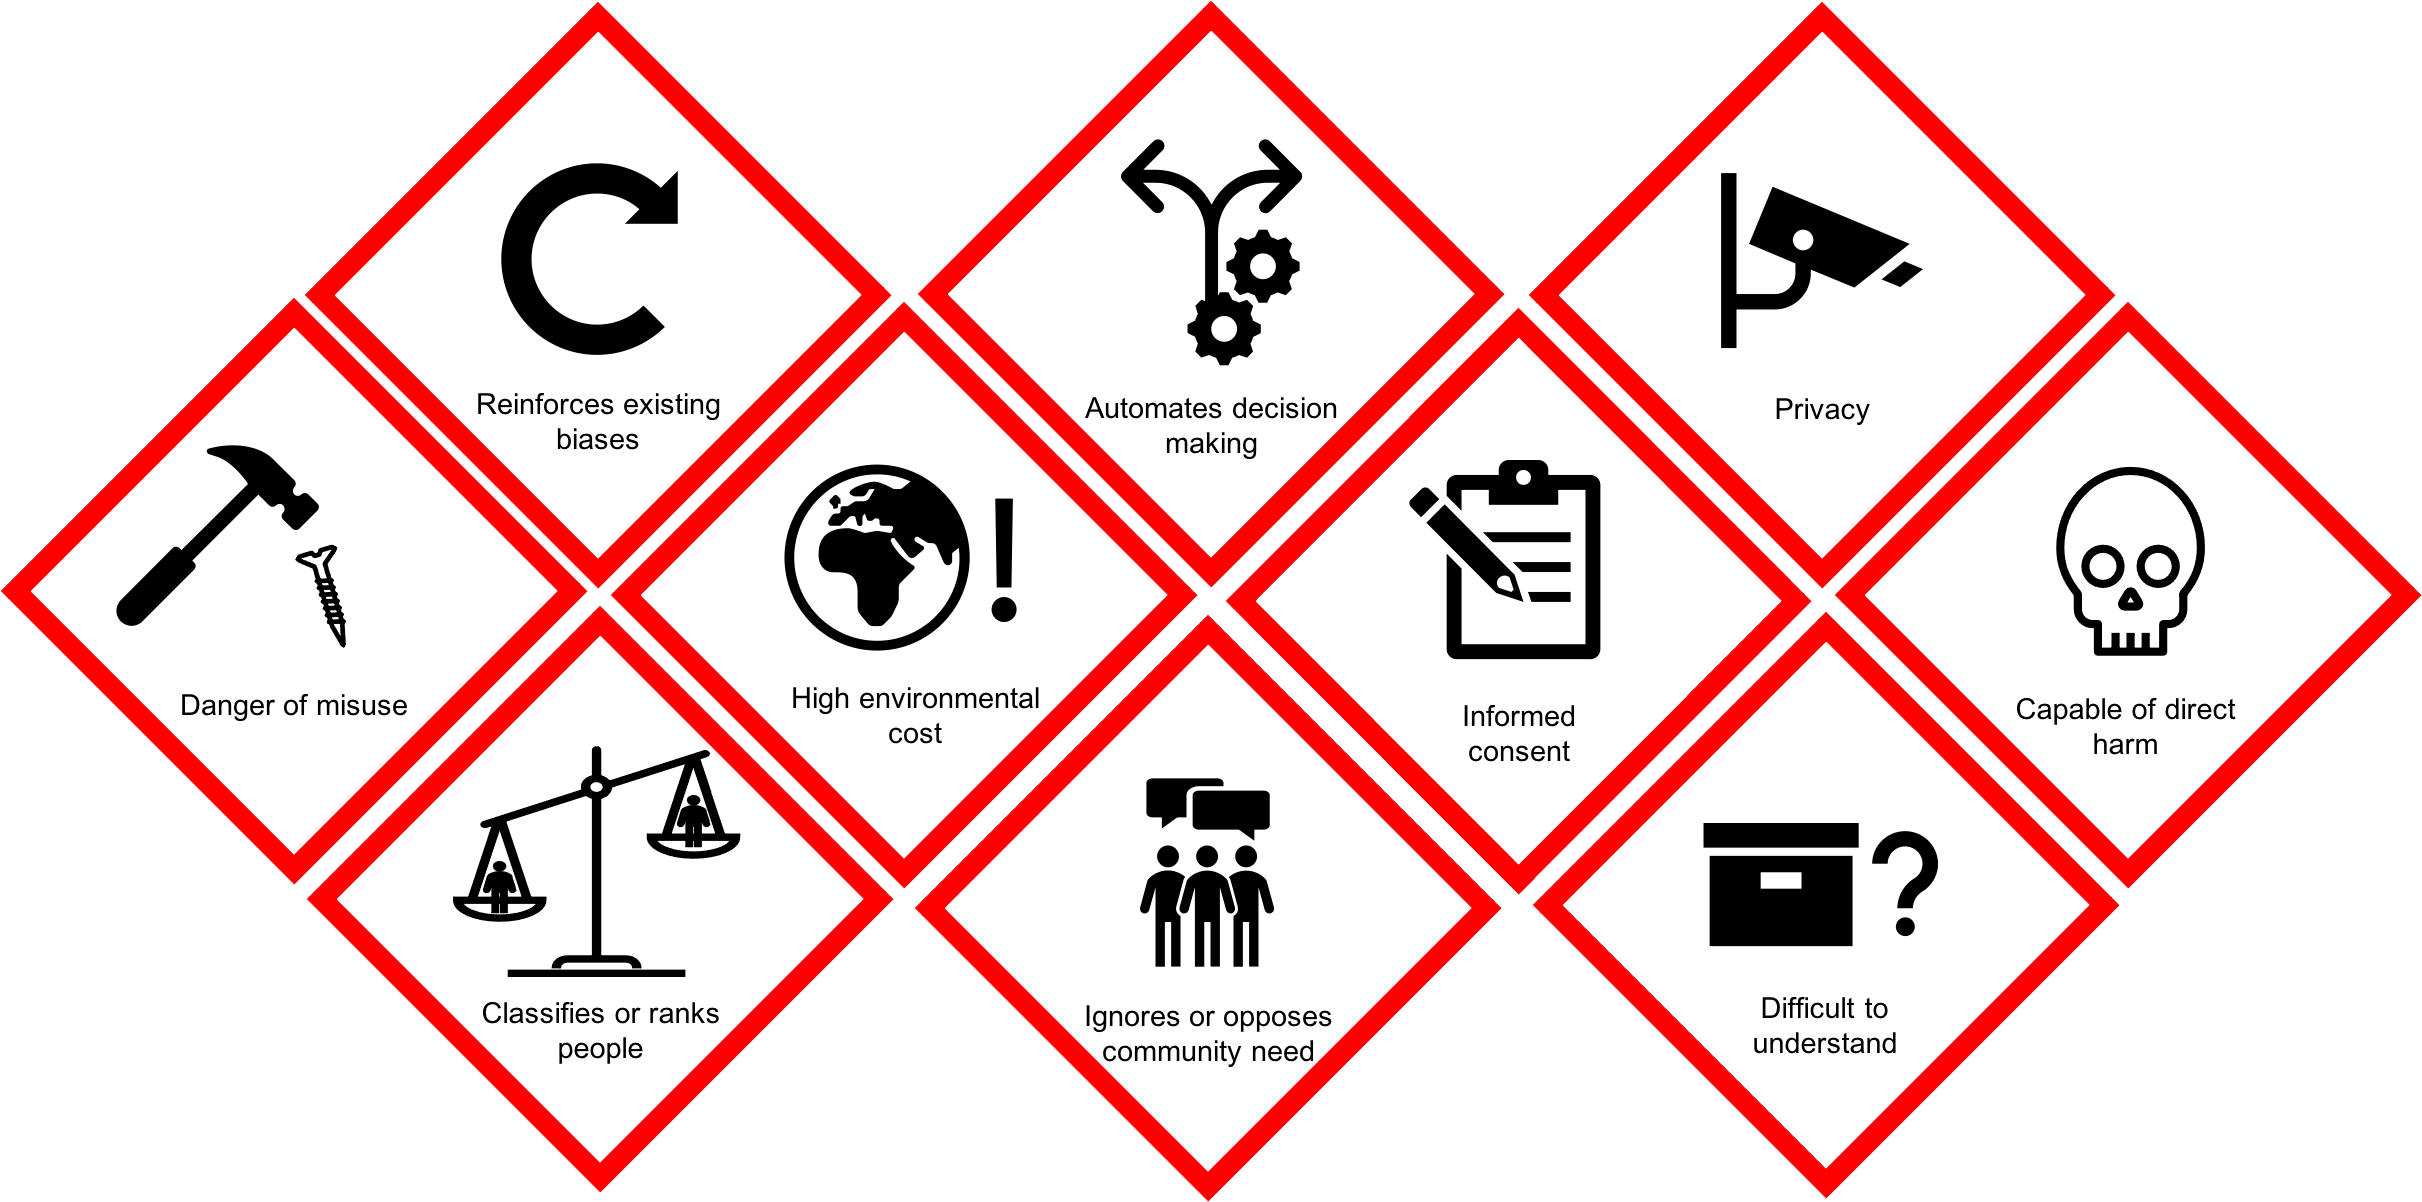 Reinforces existing
biases
Automates decision
making
Privacy
Danger of misuse
High environmental
cost
Informed
consent
Capable of direct
harm
Classifies or ranks
people
Ignores or opposes
community need
Difficult to
understand